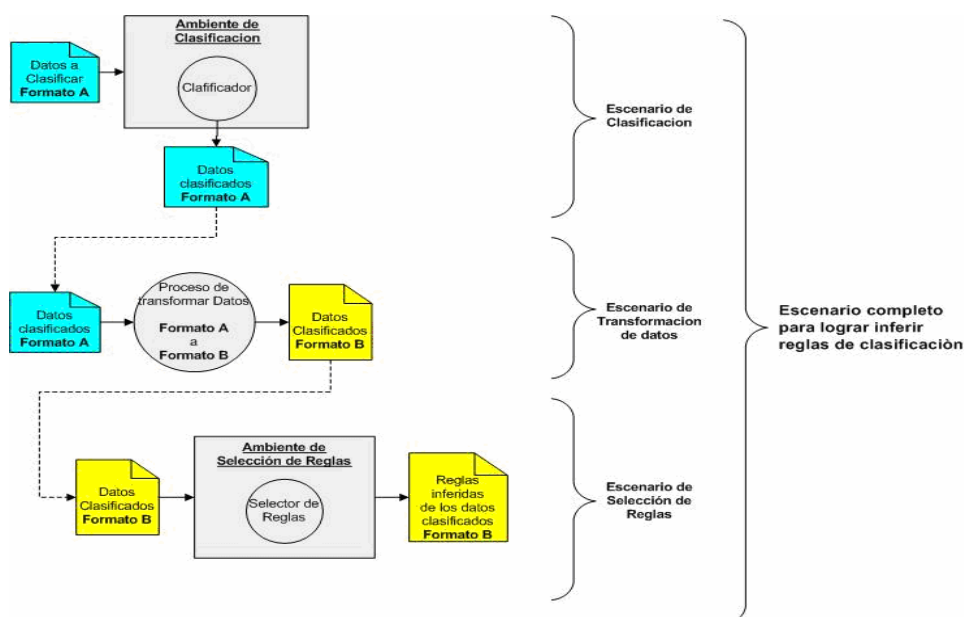 Ambiente de
Clasificacion
Datos a
Clasificar
Formato A
Clafificador
Escenario de
Clasificacion
Datos
clasificados
Formato A
Proceso de
transformar Datos
Formato A
a
Formato B
Datos
clasificados
Formato A
Datos
Clasificados
Formato B
Escenario de
Transformacion
de datos
Escenario completo
para lograr inferir
reglas de clasificaciòn
Ambiente de
Selección de Reglas
Datos
Clasificados
Formato B
Selector de
Reglas
Reglas
inferidas
de los datos
clasificados
Formato B
Escenario de
Selección de
Reglas